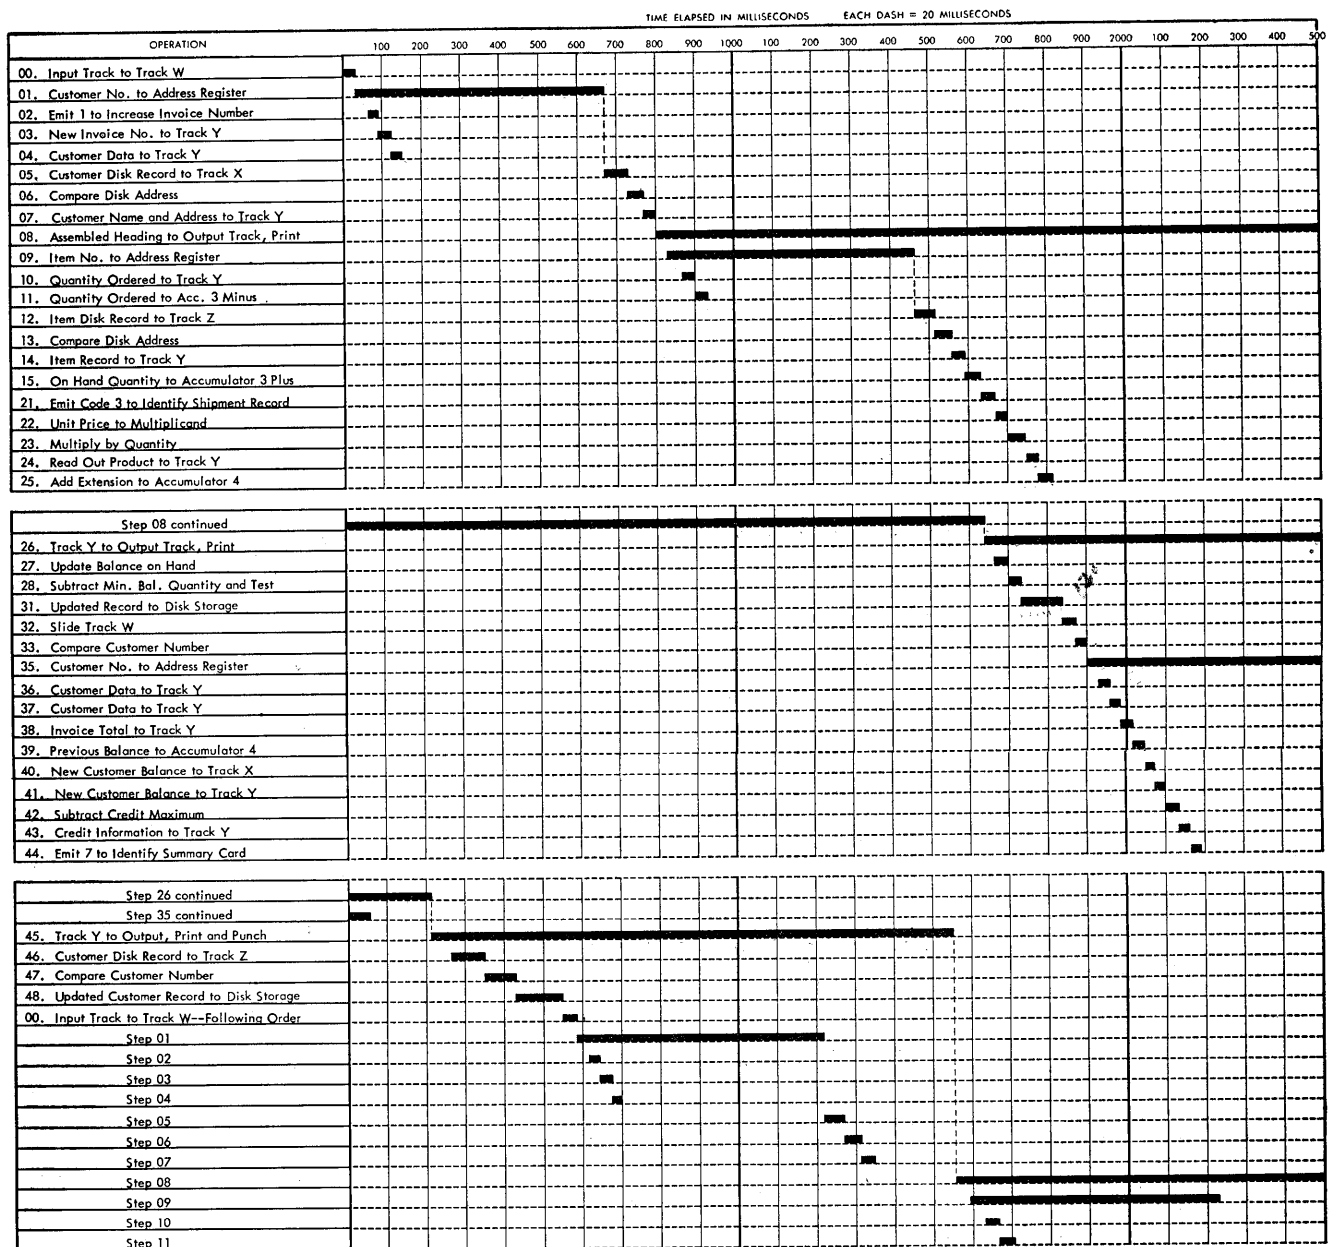 TIME ELAPSED IN MILLISECONDS EACH DASH = 20 MILLISECONDS
OPERATION 100 200 300 400 500 600 700 800 900 1000 100 200 300 400 500 600 700 800 900 2000 100 200 300 400 500
00. Input Track to Track W
01. Customer No. to Address Register
02. Emit 1 to Increase Invoice Number
03. New Invoice No. to Track Y
04. Customer Data to Track Y
05. Customer Disk Record to Track X
06. Compare Disk Address
07. Customer Name and Address to Track Y
08. Assembled Heading to Output Track, Print
09. Item No. to Address Register
10. Quantity Ordered to Track Y
11. Quantity Ordered to Acc. 3 Minus
12. Item Disk Record to Track Z
13. Compare Disk Address
14. Item Record to Track Y
15. On Hand Quantity to Accumulator 3 Plus
21. Emit Code 3 to Identify Shipment Record
22. Unit Price to Multiplicand
23. Multiply by Quantity
24. Read Out Product to Track Y
25. Add Extension to Accumulator 4
Step 08 continued
26. Track Y to Output Track, Print
27. Update Balance on Hand
28. Subtract Min. Bal. Quantity and Test
31. Updated Record to Disk Storage
32. Slide Track W
33. Compare Customer Number
35. Customer No. to Address Register
36. Customer Data to Track Y
37. Customer Data to Track Y
38. Invoice Total to Track Y
39. Previous Balance to Accumulator 4
40. New Customer Balance to Track X
41. New Customer Balance to Track Y
42. Subtract Credit Maximum
43. Credit Information to Track Y
44. Emit 7 to Identify Summary Card
Step 26 continued
Step 35 continued
45. Track Y to Output, Print and Punch
46. Customer Disk Record to Track Z
47. Compare Customer Number
48. Updated Customer Record to Disk Storage
00. Input Track to Track W--Following Order
Step 01
Step 02
Step 03
Step 04
Step 05
Step 06
Step 07
Step 08
Step 09
Step 10
Step 11